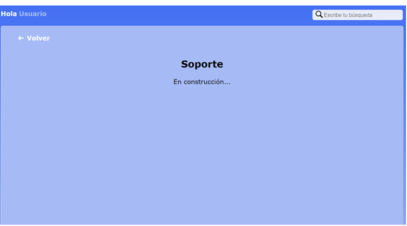 Hola Usuario
Escribe tu búsqueda
← Volver
Soporte
En construcción...